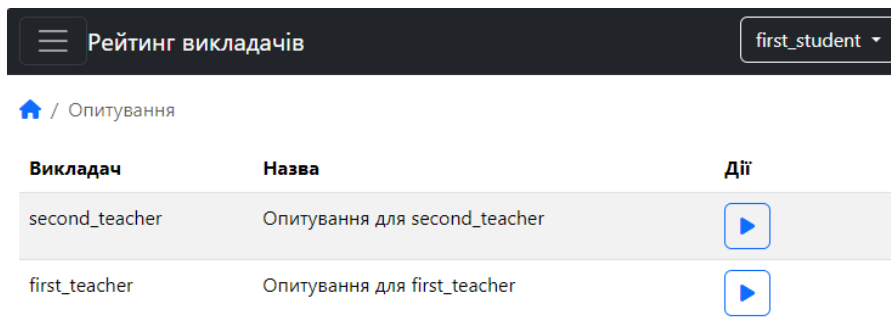 Рейтинг викладачів first_student
/ Опитування
Викладач Назва Дії
second_teacher Опитування для second_teacher
first_teacher Опитування для first_teacher